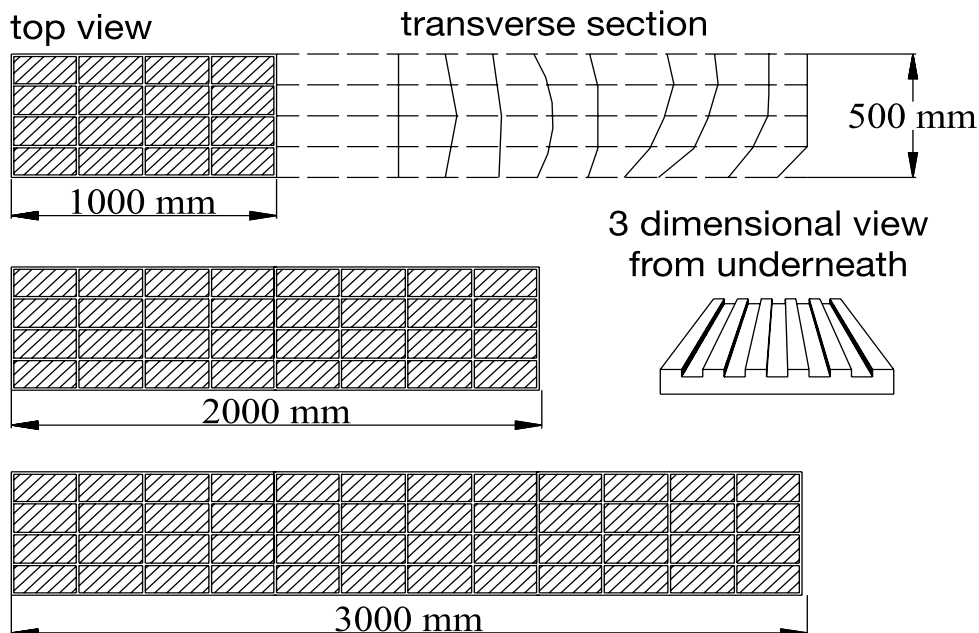 top view
transverse section
500 mm
1000 mm
3 dimensional view
from underneath
2000 mm
3000 mm